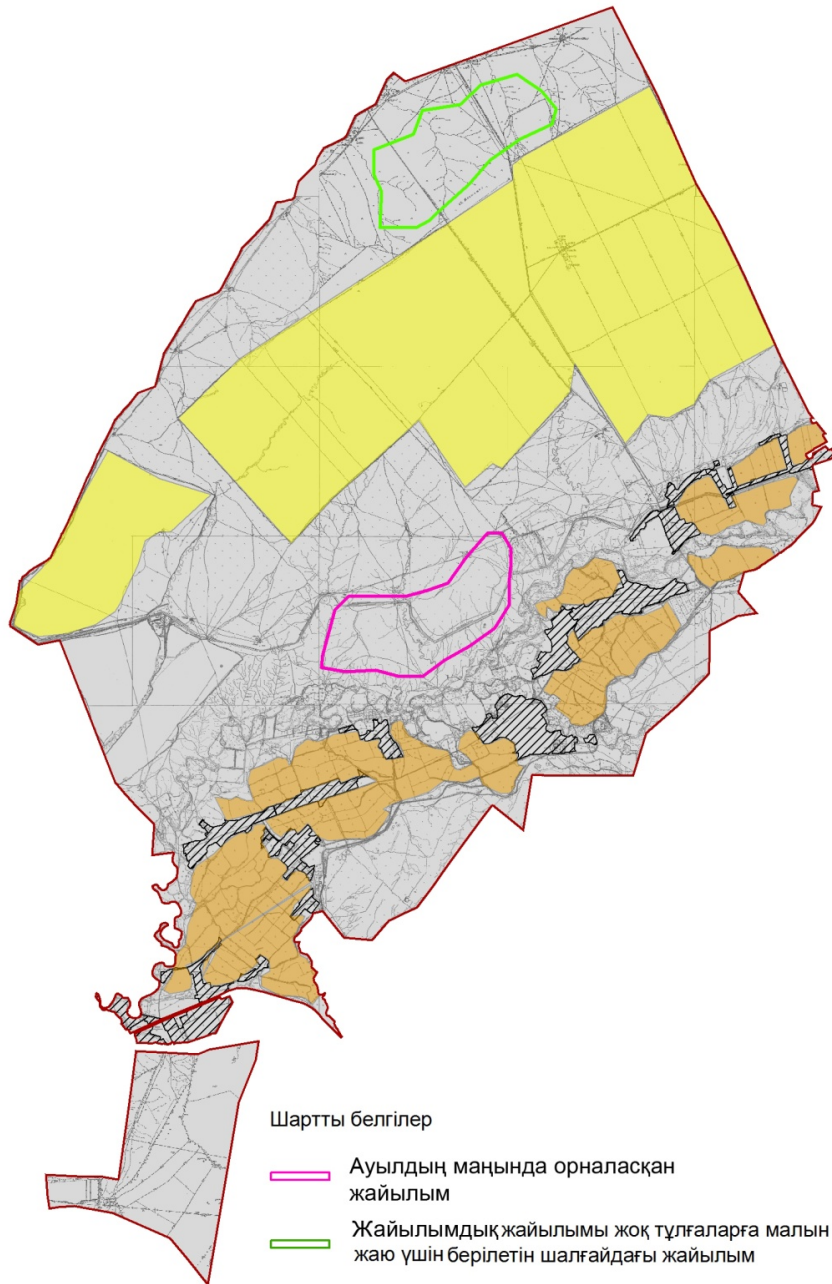 Шартты белгілер
Ауылдың маңында орналасқан
жайылым
Жайылымдық жайылымы жоқ тұлғаларға малын
жаю үшін берілетін шалғайдағы жайылым